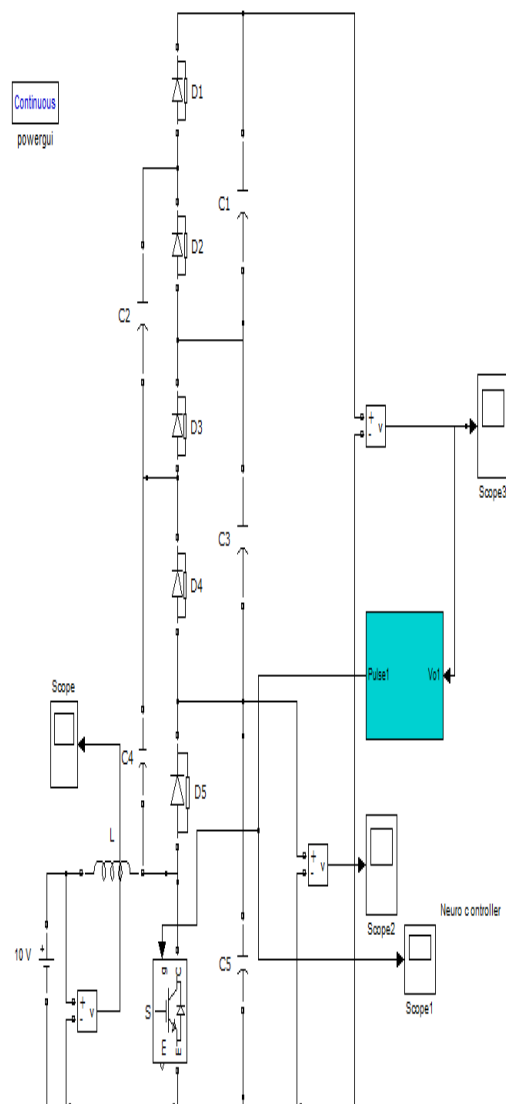 Continuous
powergui
D1
C1
D2
C2
D3
+
-
v
Scope3
C3
D4
Pulse1
Vo1
Scope
C4
D5
L
+
-
v
Scope2
Neuro controller
10 V
+
g
C
C5
Scope1
+
-
v
S
E
m